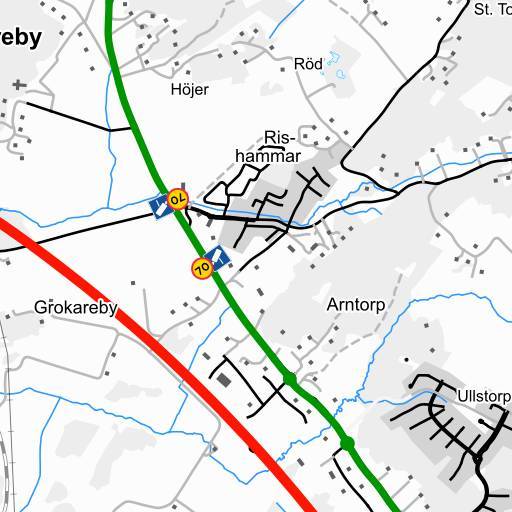 St. To
reby
Röd
Höjer
Ris-
hammar
70
70
Grokareby
Arntorp
Ullstorp